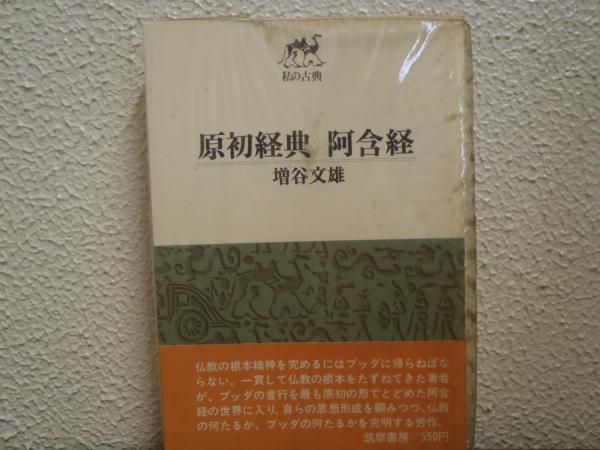 私の古典
原初経典 阿含経
増谷文雄
仏教の根本精神を究めるにはブッダに帰らねばな
らない。一貫して仏教の根本をたずねてきた著者
が、ブッダの言行を最も原初の形でとどめた阿含
経の世界に入り、自らの思想形成を顧みつつ、仏教
の何たるか、ブッダの何たるかを究明する労作。
筑摩書房/550円